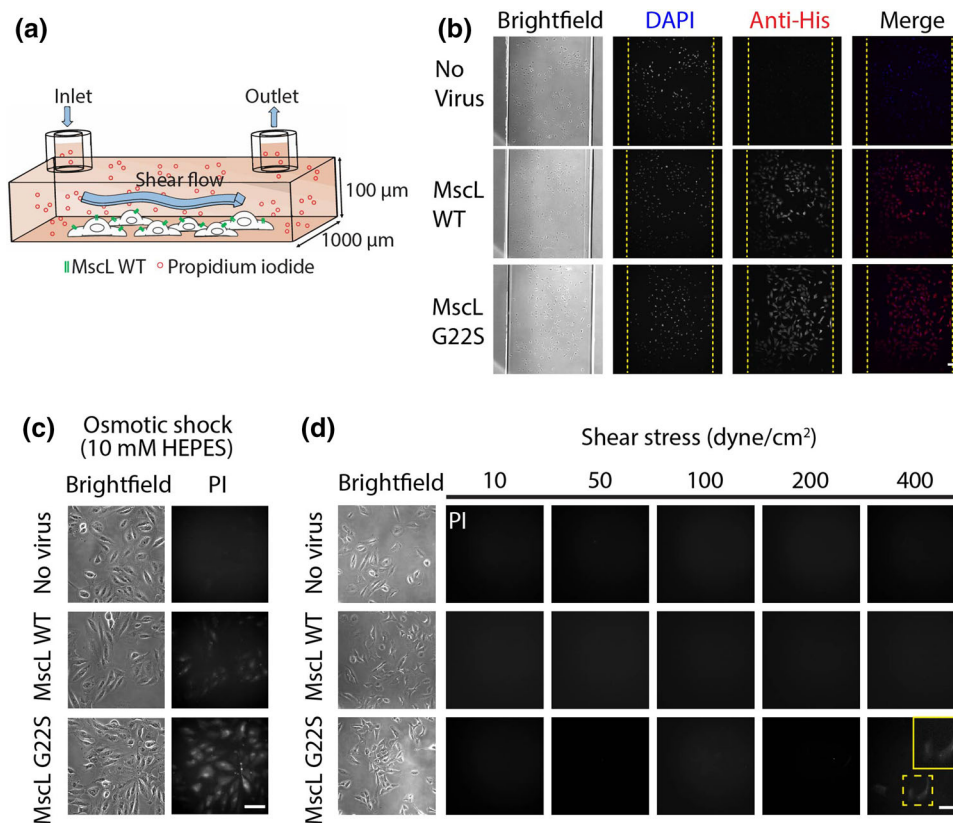 (a)
Inlet
Outlet
Shear flow
100 µm
1000 µm
MscL WT
Propidium iodide
(b)
Brightfield DAPI Anti-His Merge
No
Virus
MscL
WT
MscL
G22S
(c)
Osmotic shock
(10 mM HEPES)
Brightfield PI
No virus
MscL WT
MscL G22S
(d)
Shear stress (dyne/cm²)
Brightfield 10 50 100 200 400
PI
No virus
MscL WT
MscL G22S